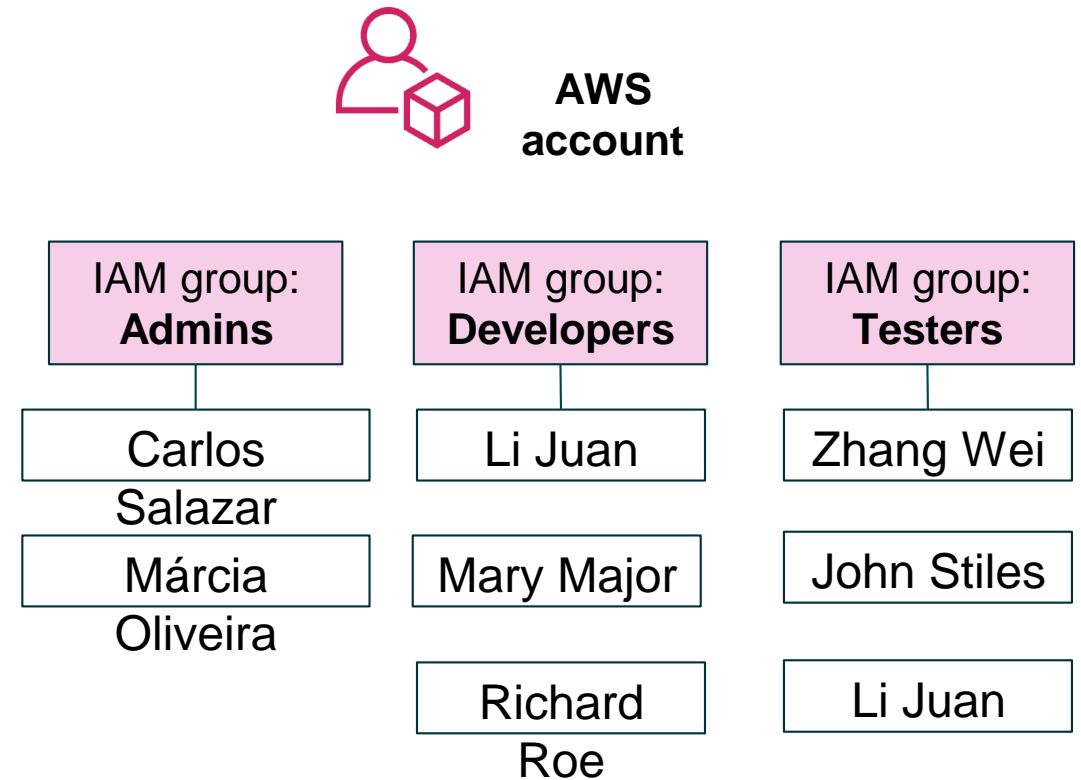 AWS
account
IAM group:
Admins
Carlos
Salazar
Márcia
Oliveira
IAM group:
Developers
Li Juan
Mary Major
Richard
Roe
IAM group:
Testers
Zhang Wei
John Stiles
Li Juan